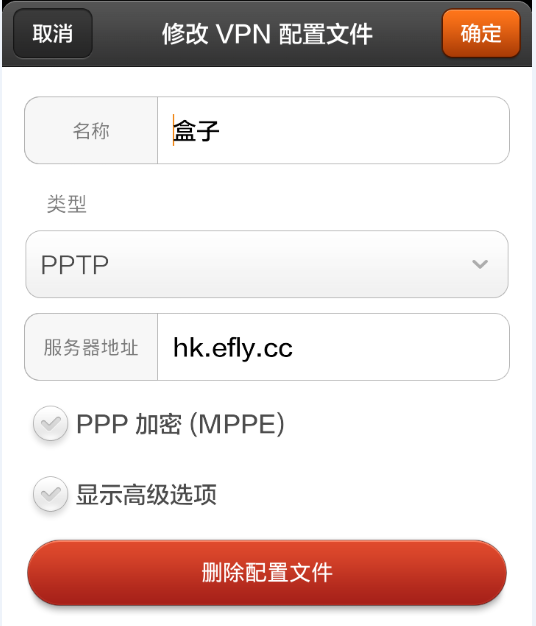 取消
修改 VPN 配置文件
确定
名称
盒子
类型
PPTP
服务器地址
hk.efly.cc
PPP 加密 (MPPE)
显示高级选项
删除配置文件